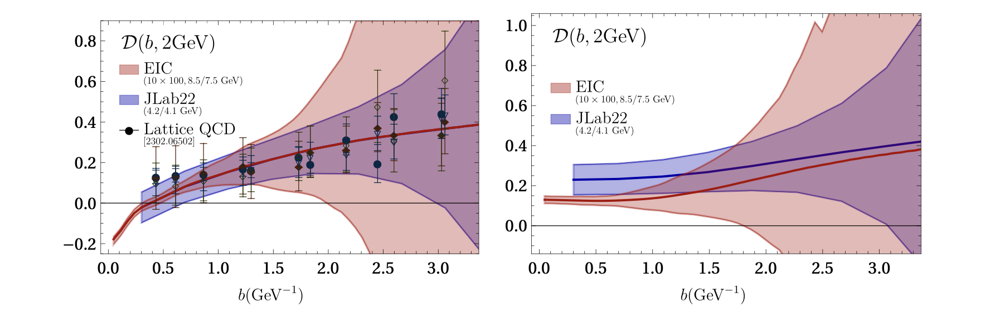 𝒟(b, 2GeV)
EIC
(10 × 100, 8.5/7.5 GeV)
JLab22
(4.2/4.1 GeV)
Lattice QCD
[2302.06502]
0.8
0.6
0.4
0.2
0.0
−0.2
0.0 0.5 1.0 1.5 2.0 2.5 3.0
b(GeV⁻¹)
𝒟(b, 2GeV)
EIC
(10 × 100, 8.5/7.5 GeV)
JLab22
(4.2/4.1 GeV)
1.0
0.8
0.6
0.4
0.2
0.0
0.0 0.5 1.0 1.5 2.0 2.5 3.0
b(GeV⁻¹)